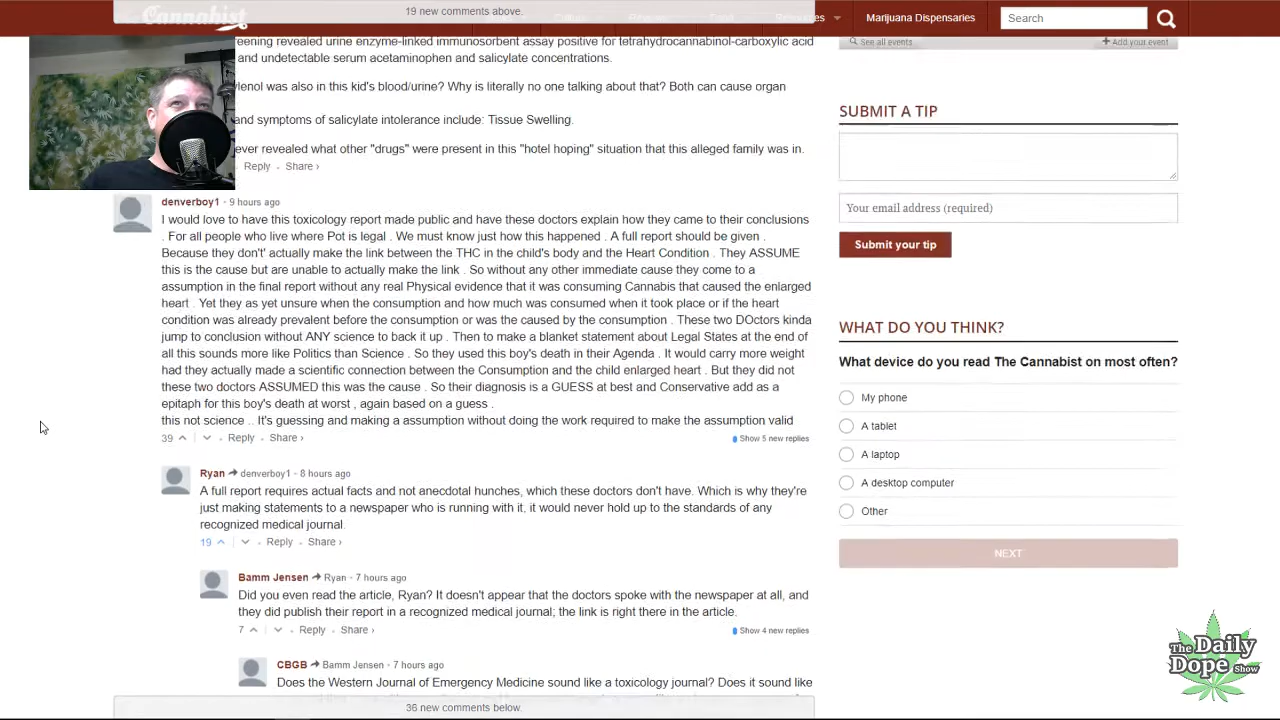 19 new comments above.
Cannabist
Culture
Marijuana Dispensaries
Search
See all events
Add your event
eening revealed urine enzyme-linked immunosorbent assay positive for tetrahydrocannabinol-carboxylic acid
and undetectable serum acetaminophen and salicylate concentrations.
lenol was also in this kid's blood/urine? Why is literally no one talking about that? Both can cause organ
and symptoms of salicylate intolerance include: Tissue Swelling.
ever revealed what other "drugs" were present in this "hotel hoping" situation that this alleged family was in.
Reply Share ›
denverboy1 • 9 hours ago
I would love to have this toxicology report made public and have these doctors explain how they came to their conclusions
. For all people who live where Pot is legal . We must know just how this happened . A full report should be given .
Because they don't' actually make the link between the THC in the child's body and the Heart Condition . They ASSUME
this is the cause but are unable to actually make the link . So without any other immediate cause they come to a
assumption in the final report without any real Physical evidence that it was consuming Cannabis that caused the enlarged
heart . Yet they as yet unsure when the consumption and how much was consumed when it took place or if the heart
condition was already prevalent before the consumption or was the caused by the consumption . These two DOctors kinda
jump to conclusion without ANY science to back it up . Then to make a blanket statement about Legal States at the end of
all this sounds more like Politics than Science . So they used this boy's death in their Agenda . It would carry more weight
had they actually made a scientific connection between the Consumption and the child enlarged heart . But they did not
these two doctors ASSUMED this was the cause . So their diagnosis is a GUESS at best and Conservative add as a
epitaph for this boy's death at worst , again based on a guess .
this not science .. It's guessing and making a assumption without doing the work required to make the assumption valid
39 Reply Share ›
Show 5 new replies
Ryan denverboy1 • 8 hours ago
A full report requires actual facts and not anecdotal hunches, which these doctors don't have. Which is why they're
just making statements to a newspaper who is running with it, it would never hold up to the standards of any
recognized medical journal.
19 Reply Share ›
Bamm Jensen Ryan • 7 hours ago
Did you even read the article, Ryan? It doesn't appear that the doctors spoke with the newspaper at all, and
they did publish their report in a recognized medical journal; the link is right there in the article.
7 Reply Share ›
Show 4 new replies
CBGB Bamm Jensen • 7 hours ago
Does the Western Journal of Emergency Medicine sound like a toxicology journal? Does it sound like
36 new comments below.
SUBMIT A TIP
Your email address (required)
Submit your tip
WHAT DO YOU THINK?
What device do you read The Cannabist on most often?
My phone
A tablet
A laptop
A desktop computer
Other
NEXT
The Daily
Dope Show